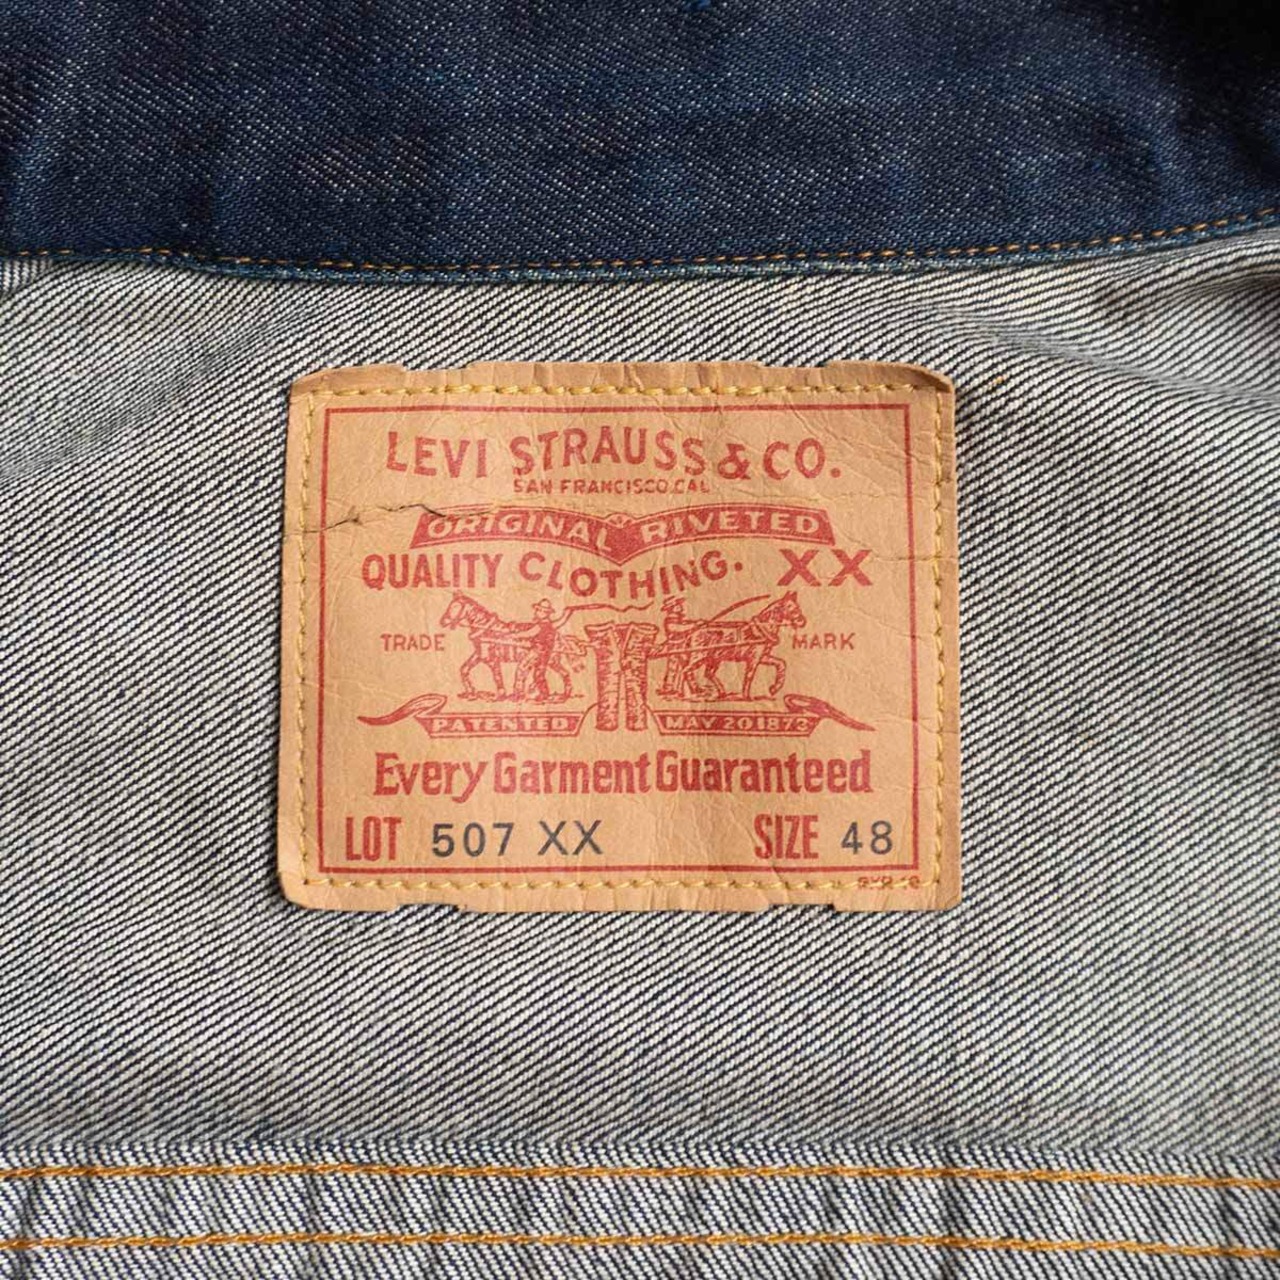 LEVI STRAUSS & CO.
SAN FRANCISCO.CAL
ORIGINAL RIVETED
QUALITY CLOTHING. XX
TRADE MARK
PATENTED MAY 20 1873
Every Garment Guaranteed
LOT 507 XX SIZE 48